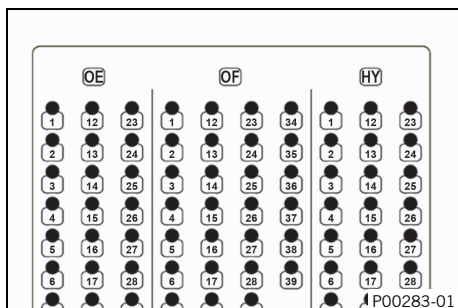 OE OF HY
1 12 23 1 12 23 34 1 12 23
2 13 24 2 13 24 35 2 13 24
3 14 25 3 14 25 36 3 14 25
4 15 26 4 15 26 37 4 15 26
5 16 27 5 16 27 38 5 16 27
6 17 28 6 17 28 39 6 17 28
P00283-01